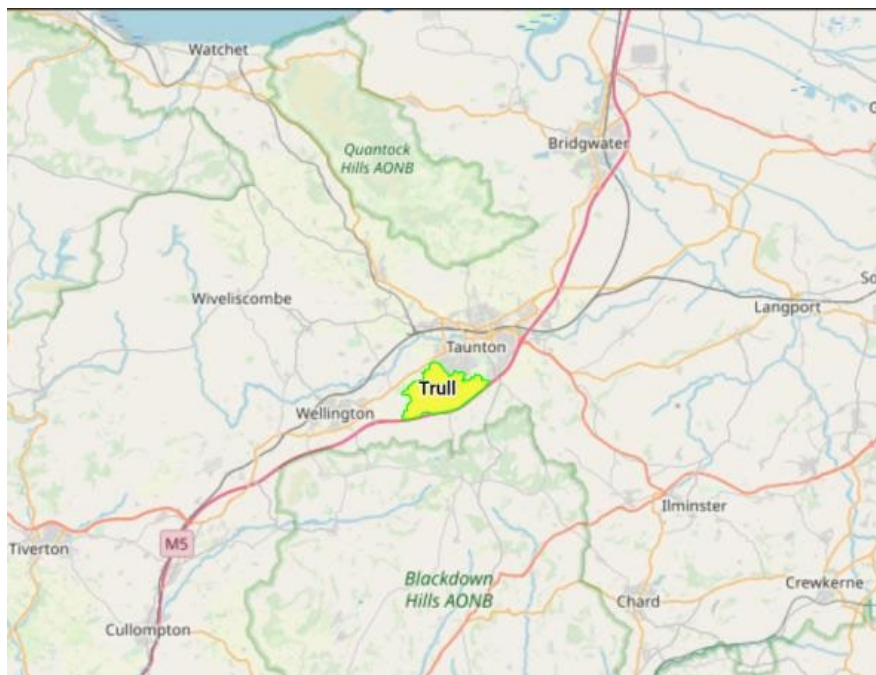 Watchet
Quantock
Hills AONB
Bridgwater
Wiveliscombe
Langport
Taunton
Trull
Wellington
Ilminster
M5
Tiverton
Blackdown
Hills AONB
Crewkerne
Chard
Cullompton